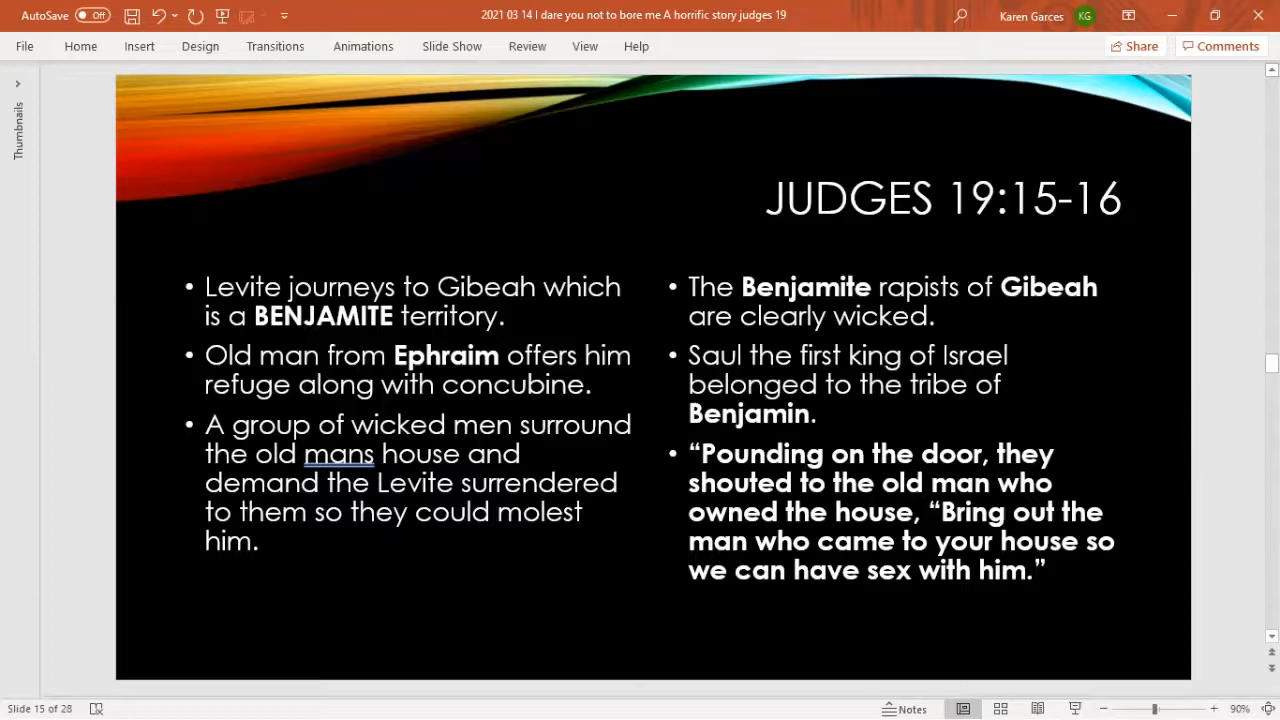 AutoSave Off
2021 03 14 I dare you not to bore me A horrific story judges 19
Karen Garces KG
File Home Insert Design Transitions Animations Slide Show Review View Help Share Comments
Thumbnails
JUDGES 19:15-16
• Levite journeys to Gibeah which
is a BENJAMITE territory.
• Old man from Ephraim offers him
refuge along with concubine.
• A group of wicked men surround
the old mans house and
demand the Levite surrendered
to them so they could molest
him.
• The Benjamite rapists of Gibeah
are clearly wicked.
• Saul the first king of Israel
belonged to the tribe of
Benjamin.
• “Pounding on the door, they
shouted to the old man who
owned the house, “Bring out the
man who came to your house so
we can have sex with him.”
Slide 15 of 28 Notes 90%